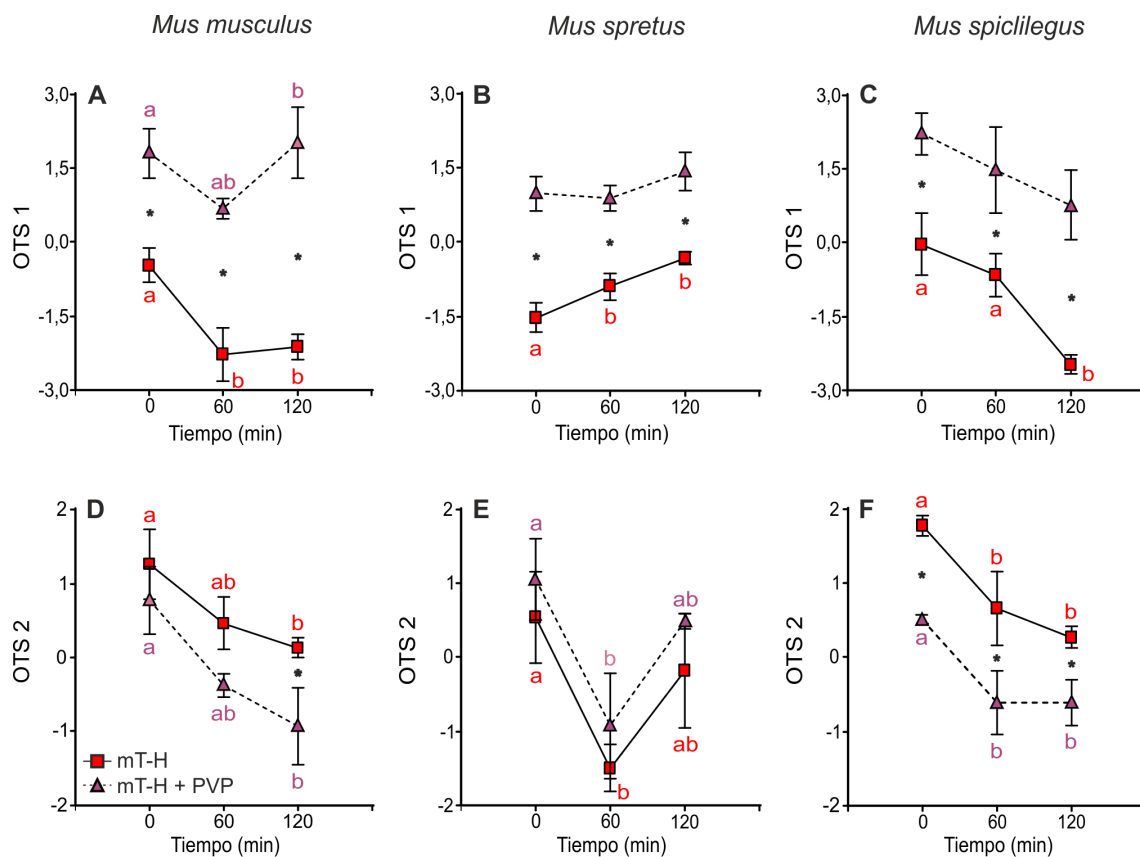 Mus musculus
Mus spretus
Mus spiclilegus
A
a
b
ab
3,0
1,5
0,0
-1,5
-3,0
OTS 1
*
*
*
a
b
b
0
60
120
Tiempo (min)
B
3,0
1,5
0,0
-1,5
-3,0
OTS 1
*
*
*
a
b
b
0
60
120
Tiempo (min)
C
3,0
1,5
0,0
-1,5
-3,0
OTS 1
*
*
*
a
a
b
0
60
120
Tiempo (min)
D
2
1
0
-1
-2
OTS 2
a
ab
b
*
a
ab
b
mT-H
mT-H + PVP
0
60
120
Tiempo (min)
E
2
1
0
-1
-2
OTS 2
a
b
ab
a
b
ab
0
60
120
Tiempo (min)
F
2
1
0
-1
-2
OTS 2
a
b
b
*
*
*
a
b
b
0
60
120
Tiempo (min)